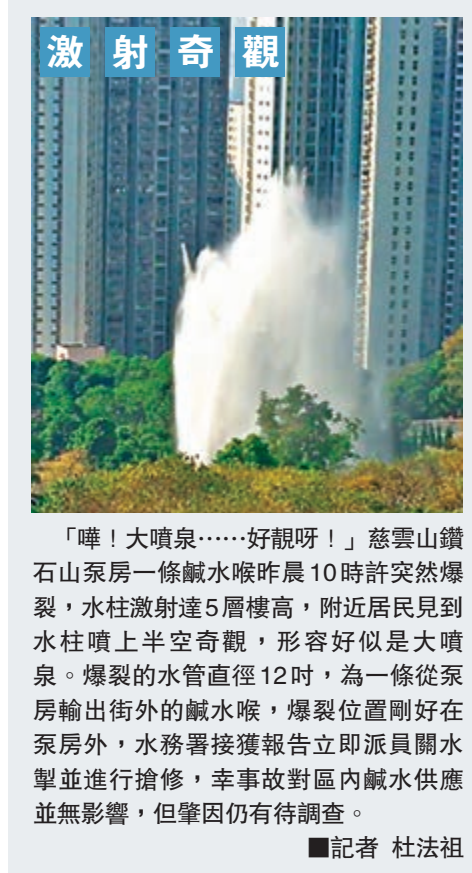 激射奇觀
「嘩！大噴泉……好靚呀！」慈雲山鑽
石山泵房一條鹹水喉昨晨10時許突然爆
裂，水柱激射達5層樓高，附近居民見到
水柱噴上半空奇觀，形容好似是大噴
泉。爆裂的水管直徑12吋，為一條從泵
房輸出街外的鹹水喉，爆裂位置剛好在
泵房外，水務署接獲報告立即派員關水
掣並進行搶修，幸事故對區內鹹水供應
並無影響，但肇因仍有待調查。
■記者 杜法祖